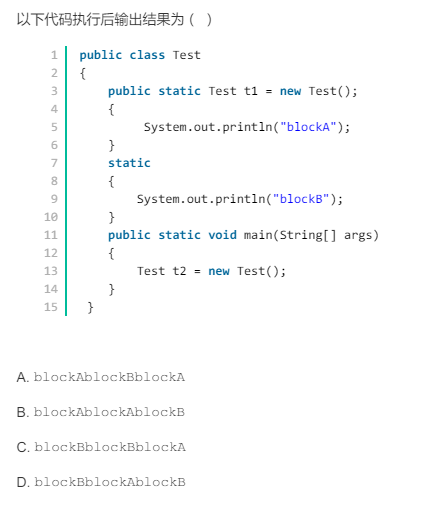 以下代码执行后输出结果为 (   )
1 public class Test
2 {
3     public static Test t1 = new Test();
4     {
5          System.out.println("blockA");
6     }
7     static
8     {
9         System.out.println("blockB");
10     }
11     public static void main(String[] args)
12     {
13         Test t2 = new Test();
14     }
15  }
A. blockAblockBblockA
B. blockAblockAblockB
C. blockBblockBblockA
D. blockBblockAblockB